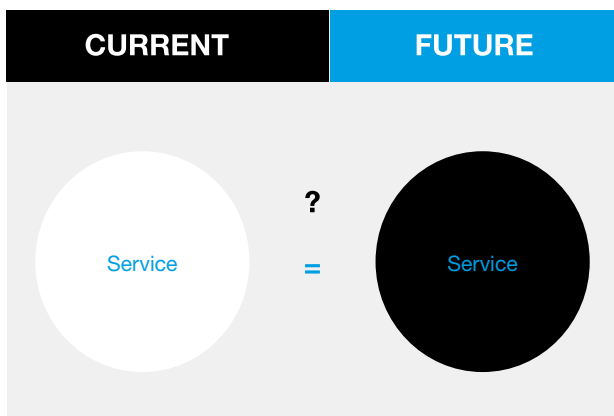 CURRENT
FUTURE
?
Service
=
Service